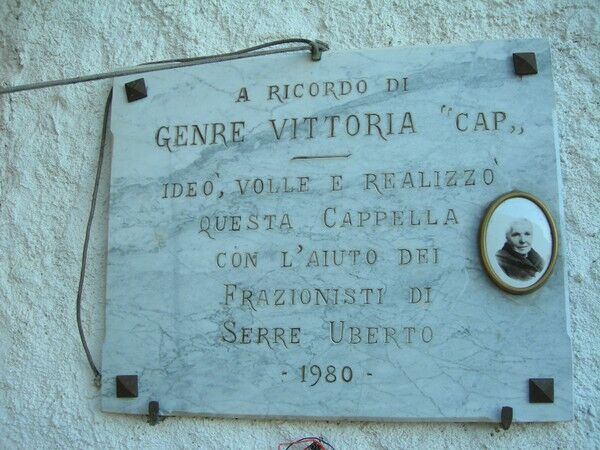 A RICORDO DI
GENRE VITTORIA "CAP„
IDEÒ, VOLLE E REALIZZÒ
QUESTA CAPPELLA
CON L'AIUTO DEI
FRAZIONISTI DI
SERRE UBERTO
- 1980 -